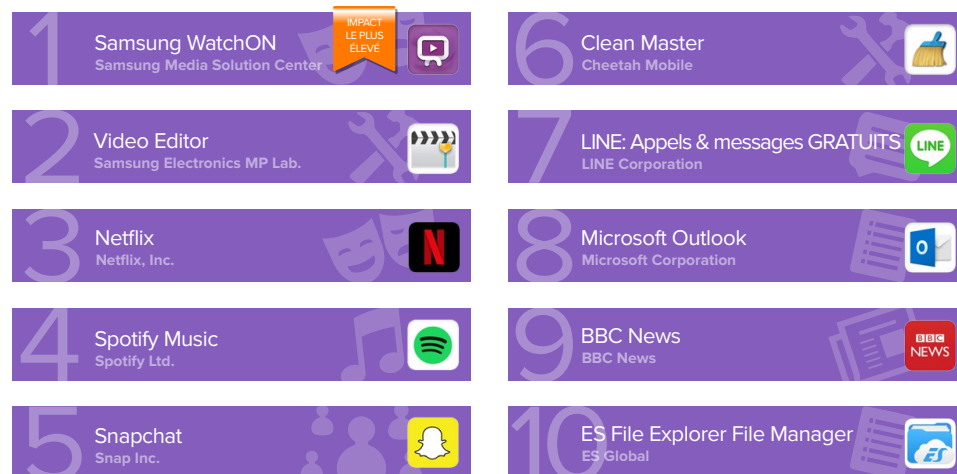 1
Samsung WatchON
Samsung Media Solution Center
IMPACT
LE PLUS
ÉLEVÉ
2
Video Editor
Samsung Electronics MP Lab.
3
Netflix
Netflix, Inc.
N
4
Spotify Music
Spotify Ltd.
5
Snapchat
Snap Inc.
6
Clean Master
Cheetah Mobile
7
LINE: Appels & messages GRATUITS
LINE Corporation
LINE
8
Microsoft Outlook
Microsoft Corporation
O
9
BBC News
BBC News
BBC
NEWS
10
ES File Explorer File Manager
ES Global
ES